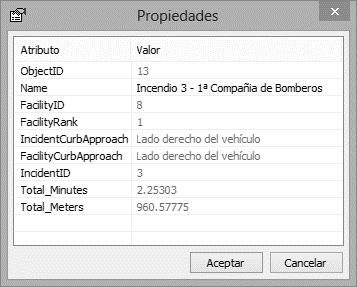 Propiedades
Atributo Valor
ObjectID 13
Name Incendio 3 - 1ª Compañia de Bomberos
FacilityID 8
FacilityRank 1
IncidentCurbApproach Lado derecho del vehículo
FacilityCurbApproach Lado derecho del vehículo
IncidentID 3
Total_Minutes 2.25303
Total_Meters 960.57775
Aceptar Cancelar